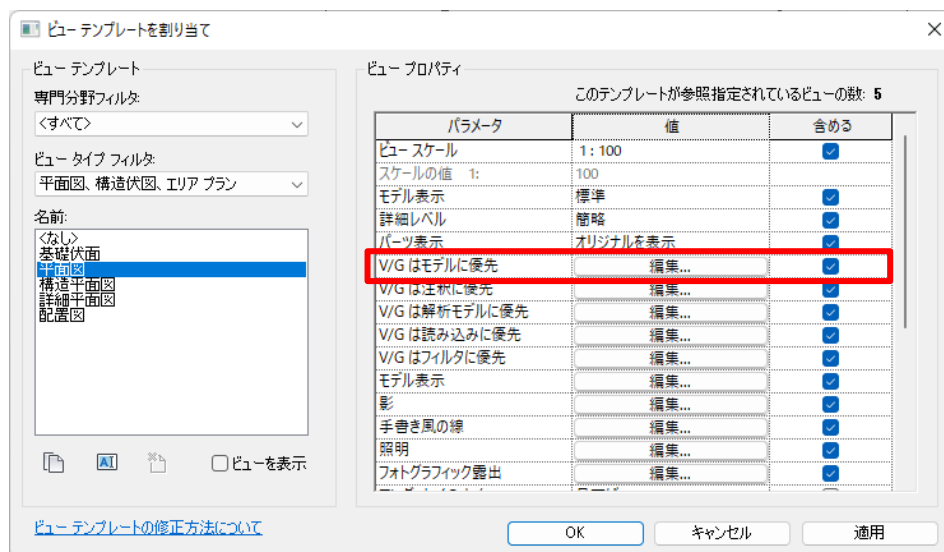 ビュー テンプレートを割り当て
ビュー テンプレート
専門分野フィルタ:
<すべて>
ビュー タイプ フィルタ:
平面図、構造伏図、エリア プラン
名前:
<なし>
基礎伏面
平面図
構造平面図
詳細平面図
配置図
ビューを表示
ビュー テンプレートの修正方法について
ビュー プロパティ
このテンプレートが参照指定されているビューの数: 5
パラメータ 値 含める
ビュー スケール 1 : 100
スケールの値 1: 100
モデル表示 標準
詳細レベル 簡略
パーツ表示 オリジナルを表示
V/G はモデルに優先 編集...
V/G は注釈に優先 編集...
V/G は解析モデルに優先 編集...
V/G は読み込みに優先 編集...
V/G はフィルタに優先 編集...
モデル表示 編集...
影 編集...
手書き風の線 編集...
照明 編集...
フォトグラフィック露出 編集...
OK キャンセル 適用